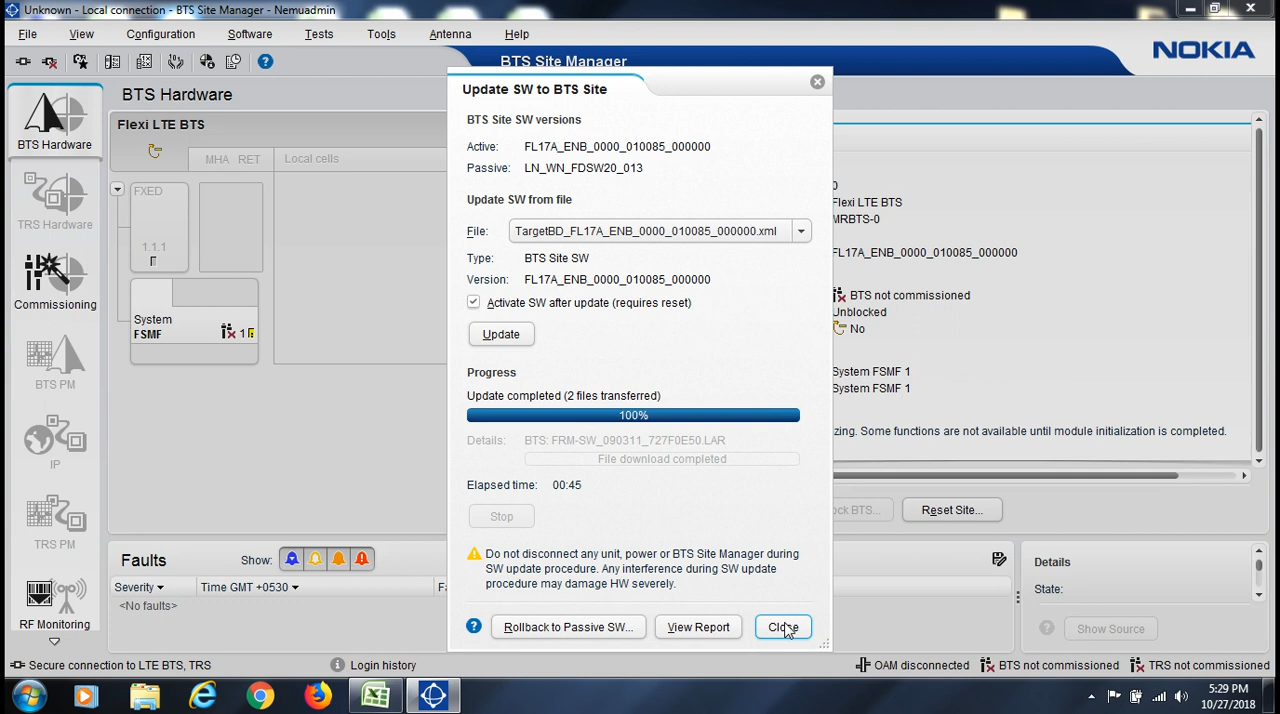 Unknown - Local connection - BTS Site Manager - Nemuadmin
File View Configuration Software Tests Tools Antenna Help
BTS Site Manager
NOKIA
BTS Hardware
TRS Hardware
Commissioning
BTS PM
IP
TRS PM
RF Monitoring
BTS Hardware
Flexi LTE BTS
MHA RET Local cells
FXED
1.1.1
System
FSMF
1
Update SW to BTS Site
BTS Site SW versions
Active: FL17A_ENB_0000_010085_000000
Passive: LN_WN_FDSW20_013
Update SW from file
File: TargetBD_FL17A_ENB_0000_010085_000000.xml
Type: BTS Site SW
Version: FL17A_ENB_0000_010085_000000
Activate SW after update (requires reset)
Update
Progress
Update completed (2 files transferred)
100%
Details: BTS: FRM-SW_090311_727F0E50.LAR
File download completed
Elapsed time: 00:45
Stop
Do not disconnect any unit, power or BTS Site Manager during
SW update procedure. Any interference during SW update
procedure may damage HW severely.
Rollback to Passive SW... View Report Close
0
Flexi LTE BTS
MRBTS-0
FL17A_ENB_0000_010085_000000
BTS not commissioned
Unblocked
No
System FSMF 1
System FSMF 1
zing. Some functions are not available until module initialization is completed.
ock BTS... Reset Site...
Faults Show:
Severity Time GMT +0530 Fa
<No faults>
Details
State:
Show Source
Secure connection to LTE BTS, TRS Login history OAM disconnected BTS not commissioned TRS not commissioned
5:29 PM
10/27/2018